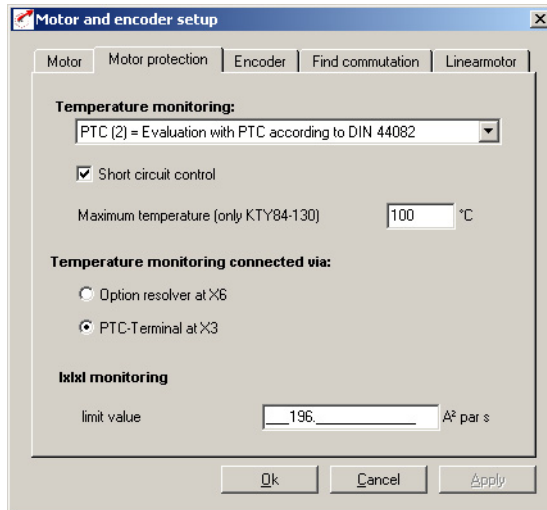 Motor and encoder setup
Motor Motor protection Encoder Find commutation Linearmotor
Temperature monitoring:
PTC (2) = Evaluation with PTC according to DIN 44082
Short circuit control
Maximum temperature (only KTY84-130) 100 °C
Temperature monitoring connected via:
Option resolver at X6
PTC-Terminal at X3
IxIxI monitoring
limit value ___196.______________ A² par s
Ok Cancel Apply